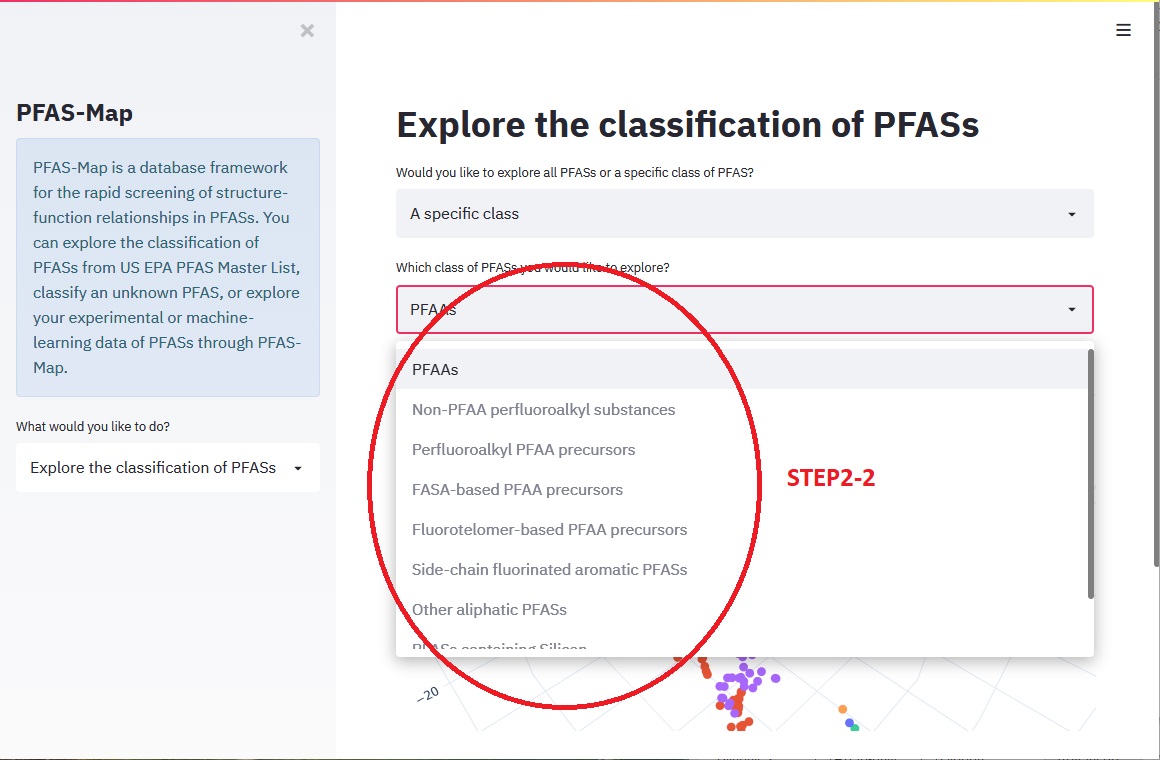 PFAS-Map
PFAS-Map is a database framework
for the rapid screening of structure-
function relationships in PFASs. You
can explore the classification of
PFASs from US EPA PFAS Master List,
classify an unknown PFAS, or explore
your experimental or machine-
learning data of PFASs through PFAS-
Map.
What would you like to do?
Explore the classification of PFASs
Explore the classification of PFASs
Would you like to explore all PFASs or a specific class of PFAS?
A specific class
Which class of PFASs you would like to explore?
PFAAs
PFAAs
Non-PFAA perfluoroalkyl substances
Perfluoroalkyl PFAA precursors
FASA-based PFAA precursors
Fluorotelomer-based PFAA precursors
Side-chain fluorinated aromatic PFASs
Other aliphatic PFASs
PFASs containing Silicon
STEP2-2
−20